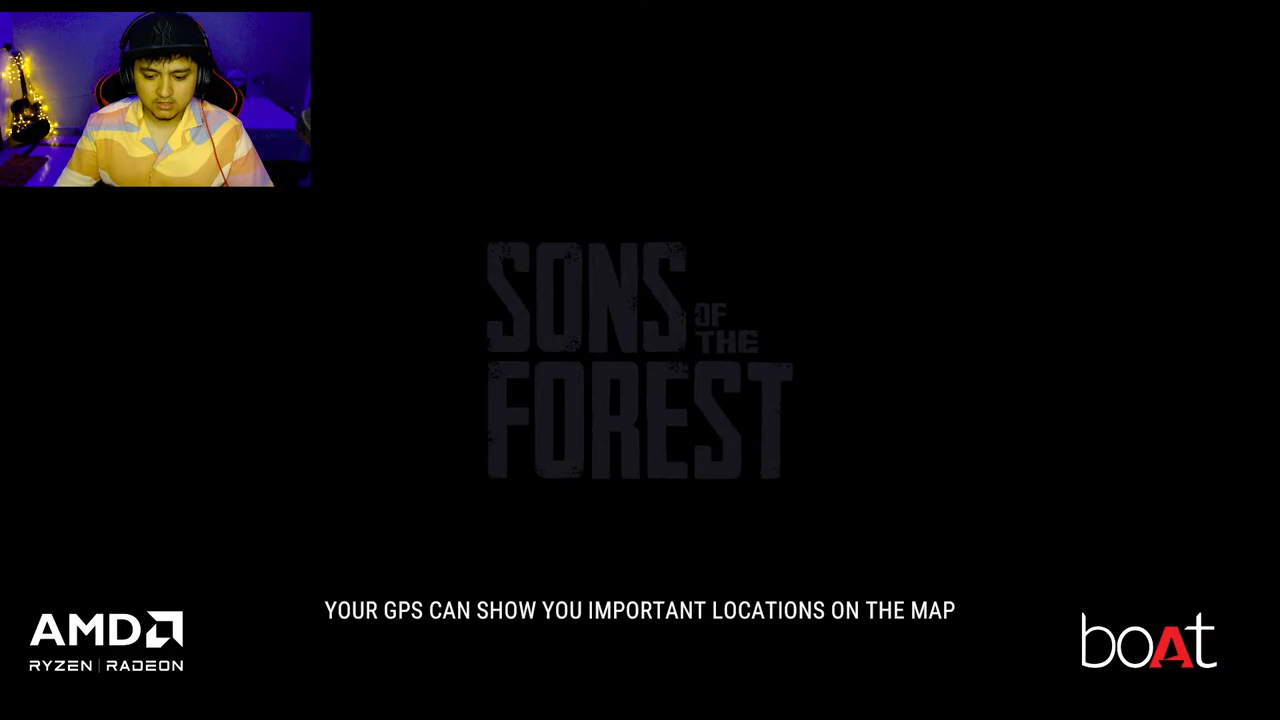 SONS
OF
THE
FOREST
YOUR GPS CAN SHOW YOU IMPORTANT LOCATIONS ON THE MAP
AMD
RYZEN | RADEON
boAt